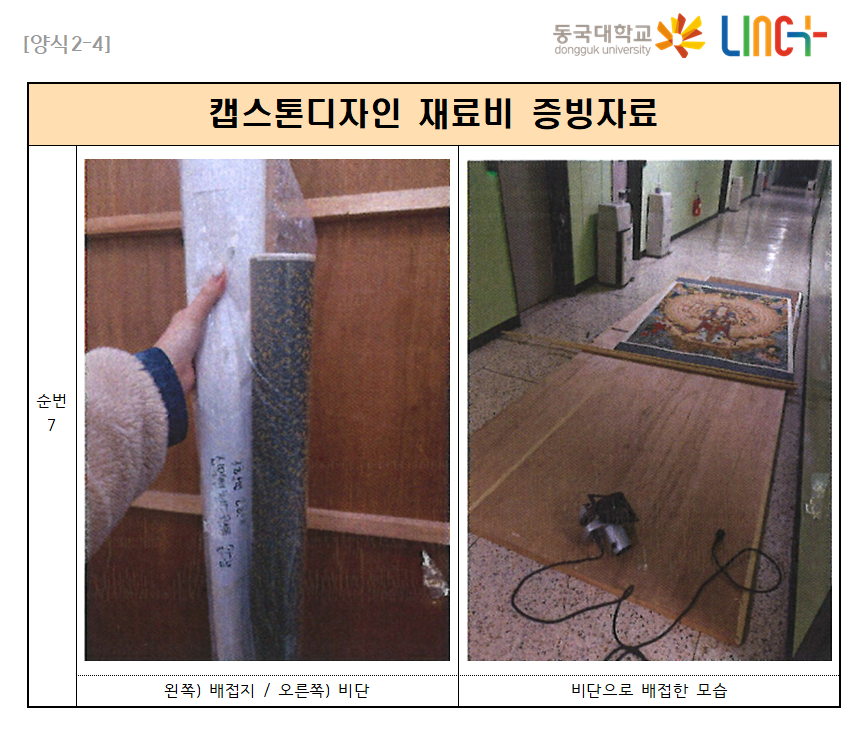 [양식2-4]
동국대학교
dongguk university
LINC+
캡스톤디자인 재료비 증빙자료
순번
7
왼쪽) 배접지 / 오른쪽) 비단
비단으로 배접한 모습